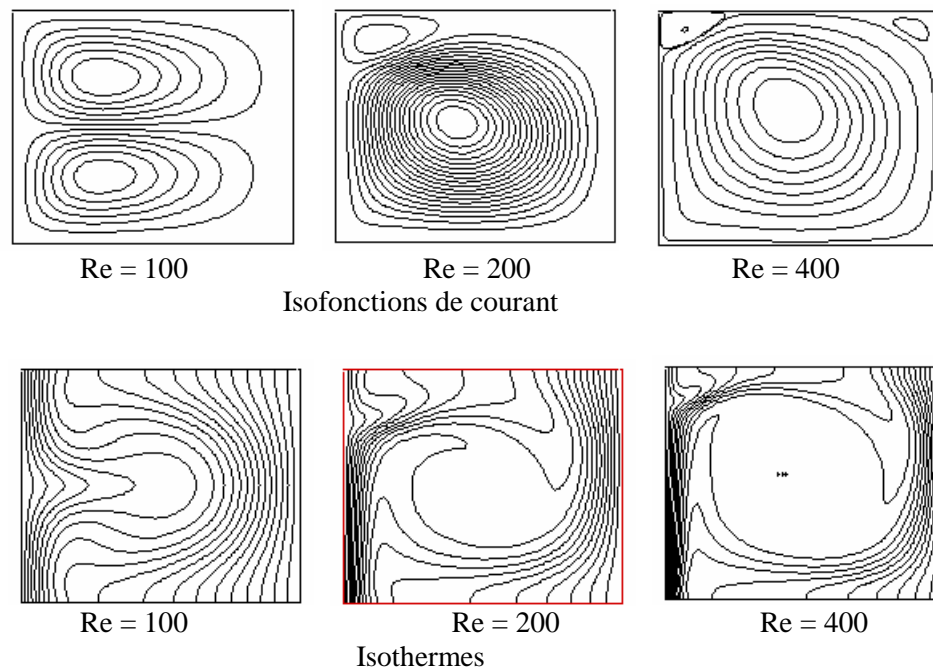 Re = 100 Re = 200 Re = 400
Isofonctions de courant
Re = 100 Re = 200 Re = 400
Isothermes